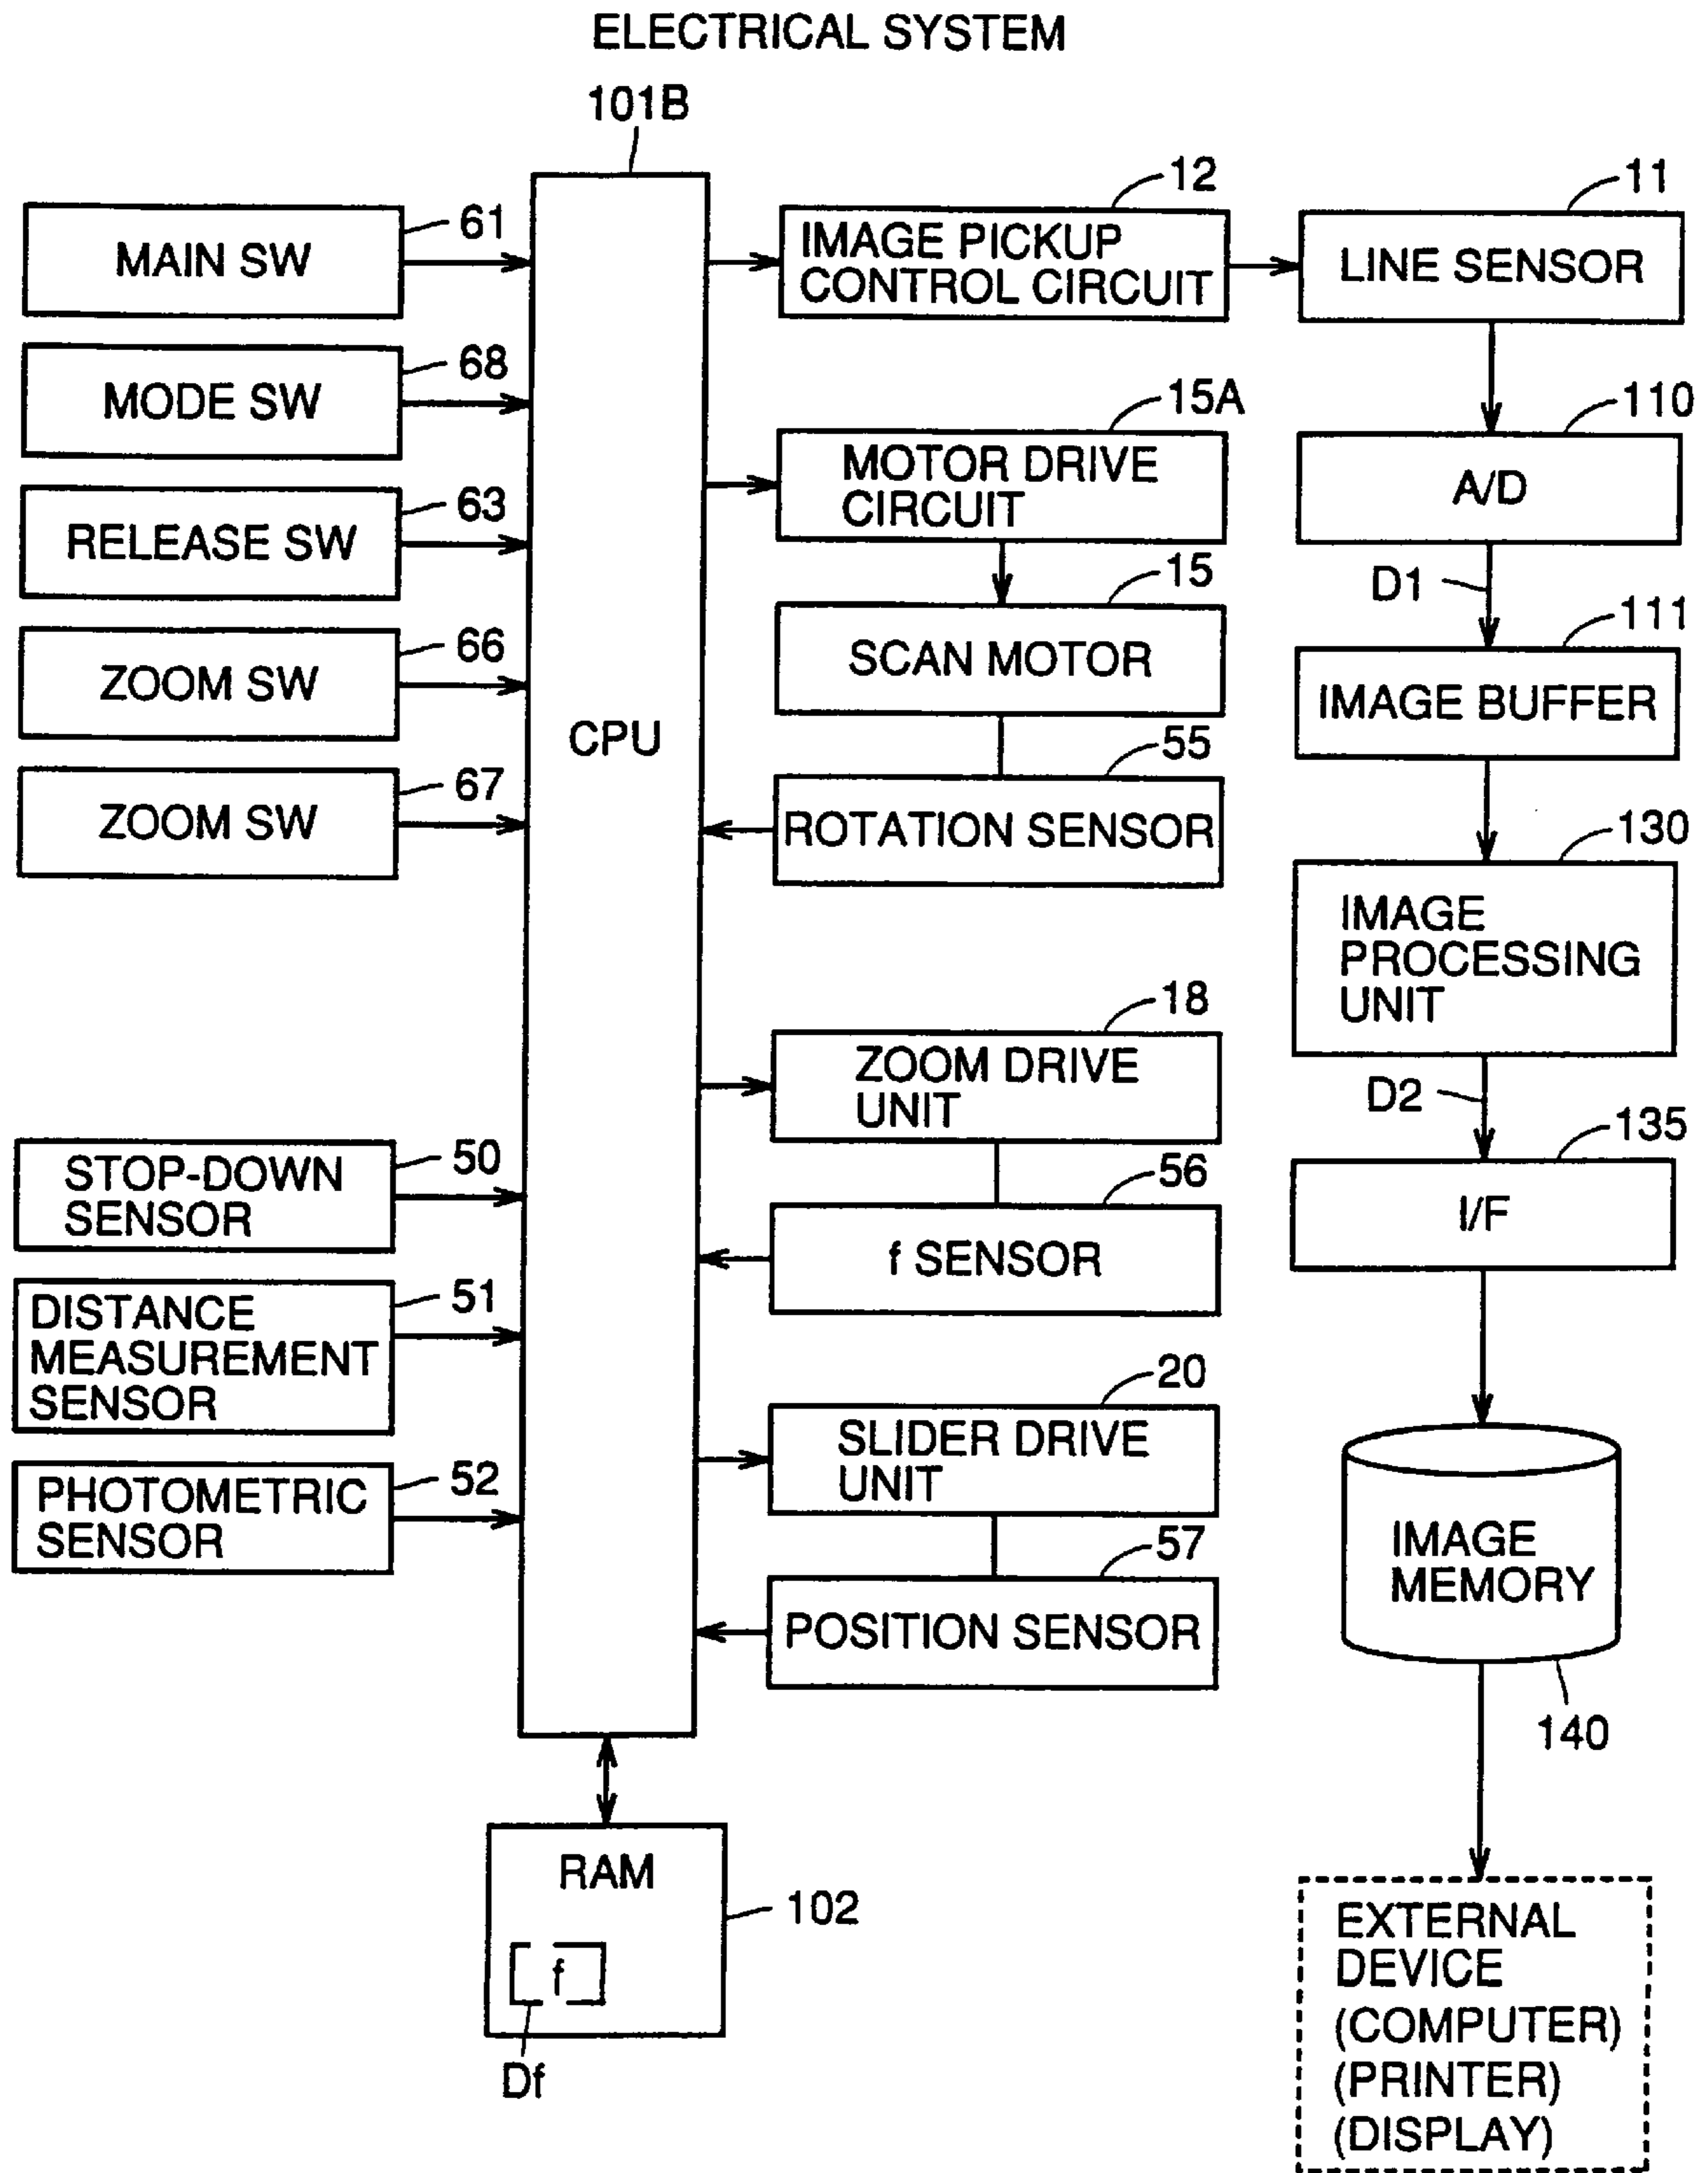 ELECTRICAL SYSTEM
101B
CPU
61
MAIN SW
68
MODE SW
63
RELEASE SW
66
ZOOM SW
67
ZOOM SW
50
STOP-DOWN
SENSOR
51
DISTANCE
MEASUREMENT
SENSOR
52
PHOTOMETRIC
SENSOR
12
IMAGE PICKUP
CONTROL CIRCUIT
15A
MOTOR DRIVE
CIRCUIT
15
SCAN MOTOR
55
ROTATION SENSOR
18
ZOOM DRIVE
UNIT
56
f SENSOR
20
SLIDER DRIVE
UNIT
57
POSITION SENSOR
11
LINE SENSOR
110
A/D
D1
111
IMAGE BUFFER
130
IMAGE
PROCESSING
UNIT
D2
135
I/F
IMAGE
MEMORY
140
RAM
102
f
Df
EXTERNAL
DEVICE
(COMPUTER)
(PRINTER)
(DISPLAY)